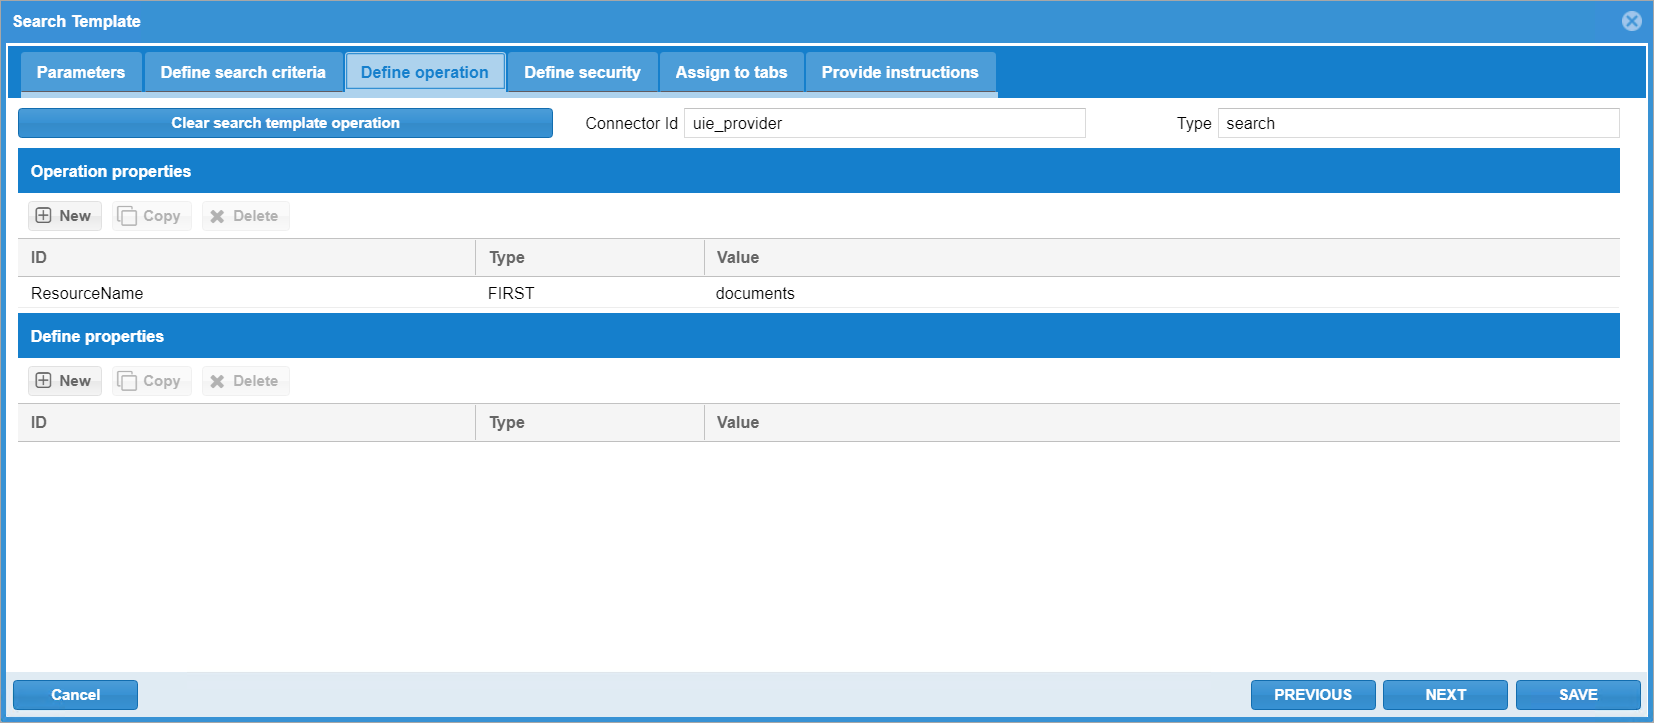 Search Template
Parameters Define search criteria Define operation Define security Assign to tabs Provide instructions
Clear search template operation Connector Id uie_provider Type search
Operation properties
New Copy Delete
ID Type Value
ResourceName FIRST documents
Define properties
New Copy Delete
ID Type Value
Cancel PREVIOUS NEXT SAVE